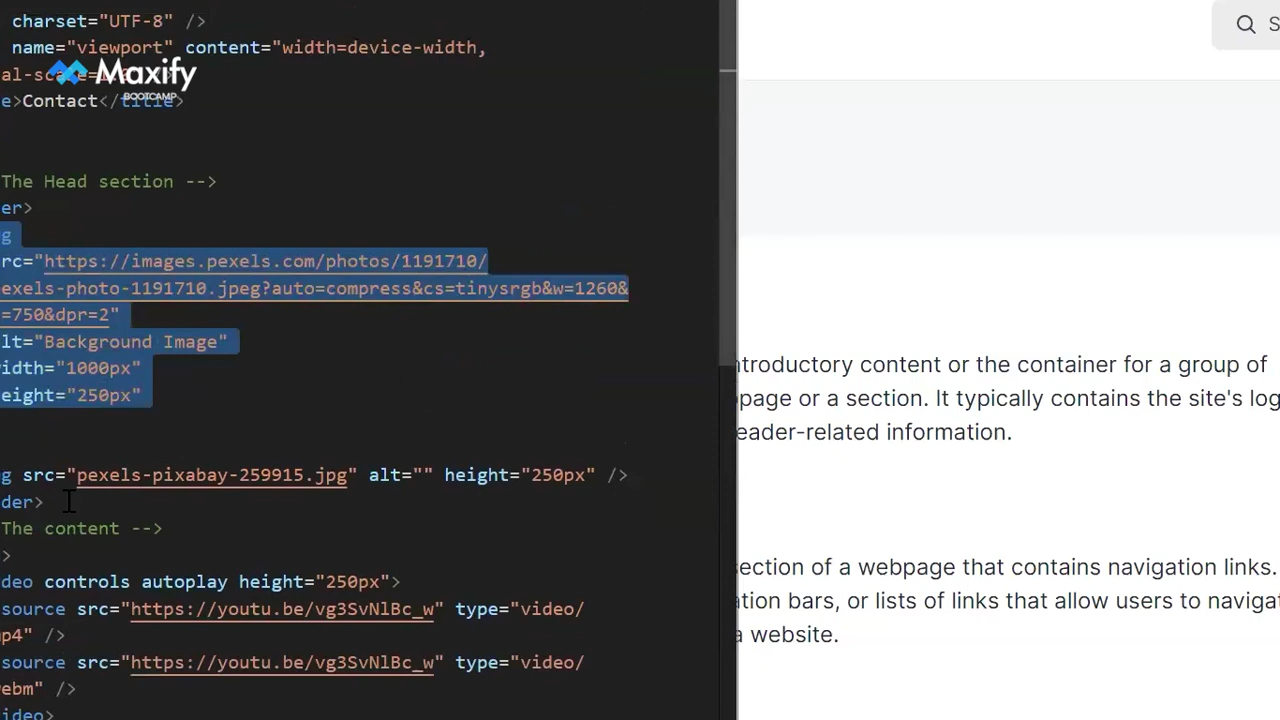 charset="UTF-8" />
name="viewport" content="width=device-width,
al-sca
Maxify
BOOTCAMP
e>Contact</title>
The Head section -->
er>
g
rc="https://images.pexels.com/photos/1191710/
exels-photo-1191710.jpeg?auto=compress&cs=tinysrgb&w=1260&
=750&dpr=2"
lt="Background Image"
idth="1000px"
eight="250px"
g src="pexels-pixabay-259915.jpg" alt="" height="250px" />
der>
The content -->
>
deo controls autoplay height="250px">
source src="https://youtu.be/vg3SvNlBc_w" type="video/
p4" />
source src="https://youtu.be/vg3SvNlBc_w" type="video/
ebm" />
ideo>
S
ntroductory content or the container for a group of
page or a section. It typically contains the site's log
eader-related information.
ection of a webpage that contains navigation links.
ation bars, or lists of links that allow users to naviga
a website.